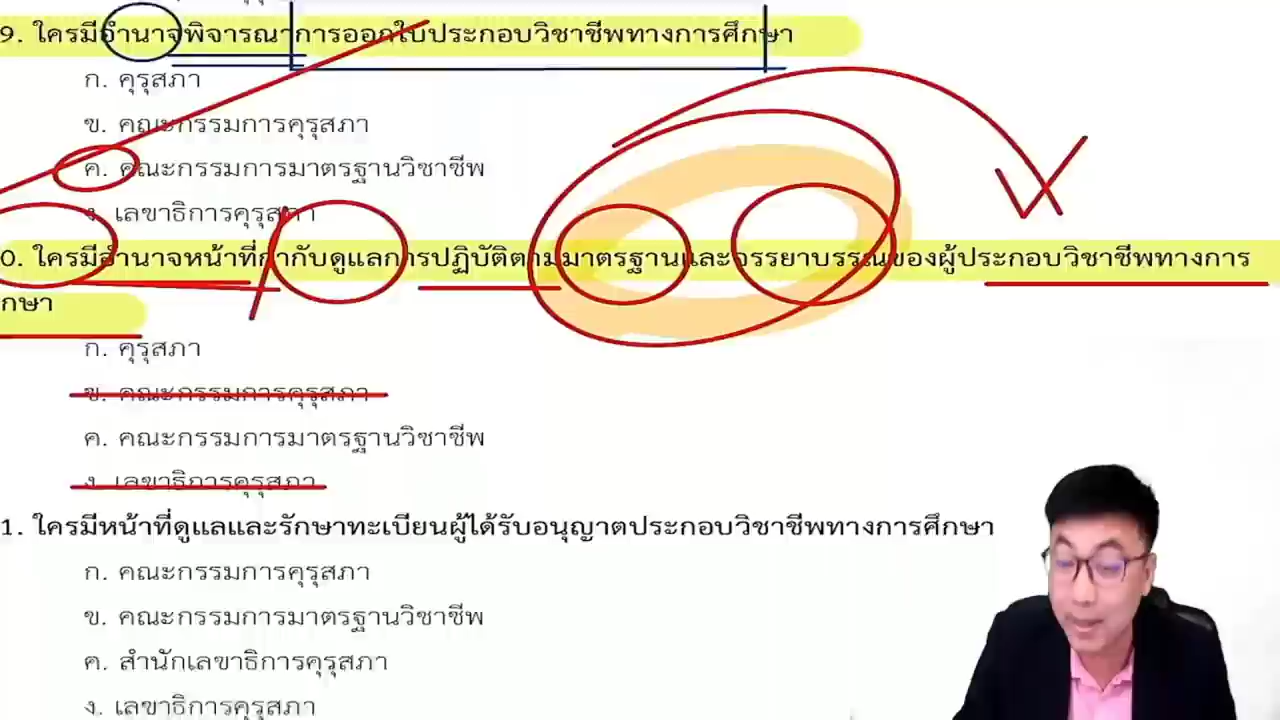 9. ใครมีอำนาจพิจารณาการออกใบประกอบวิชาชีพทางการศึกษา
ก. คุรุสภา
ข. คณะกรรมการคุรุสภา
ค. คณะกรรมการมาตรฐานวิชาชีพ
ง. เลขาธิการคุรุสภา
0. ใครมีอำนาจหน้าที่กำกับดูแลการปฏิบัติตามมาตรฐานและจรรยาบรรณของผู้ประกอบวิชาชีพทางการ
กษา
ก. คุรุสภา
ข. คณะกรรมการคุรุสภา
ค. คณะกรรมการมาตรฐานวิชาชีพ
ง. เลขาธิการคุรุสภา
1. ใครมีหน้าที่ดูแลและรักษาทะเบียนผู้ได้รับอนุญาตประกอบวิชาชีพทางการศึกษา
ก. คณะกรรมการคุรุสภา
ข. คณะกรรมการมาตรฐานวิชาชีพ
ค. สำนักเลขาธิการคุรุสภา
ง. เลขาธิการคุรุสภา